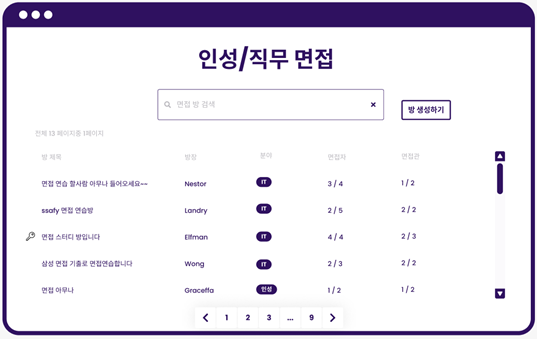 인성/직무 면접
면접 방 검색
방 생성하기
전체 13 페이지중 1페이지
방 제목 방장 분야 면접자 면접관
면접 연습 할사람 아무나 들어오세요~~ Nestor IT 3 / 4 1 / 2
ssafy 면접 연습방 Landry IT 2 / 5 2 / 2
면접 스터디 방입니다 Elfman IT 4 / 4 2 / 3
삼성 면접 기출로 면접연습합니다 Wong IT 2 / 3 2 / 2
면접 아무나 Graceffa 인성 1 / 2 1 / 2
1 2 3 ... 9